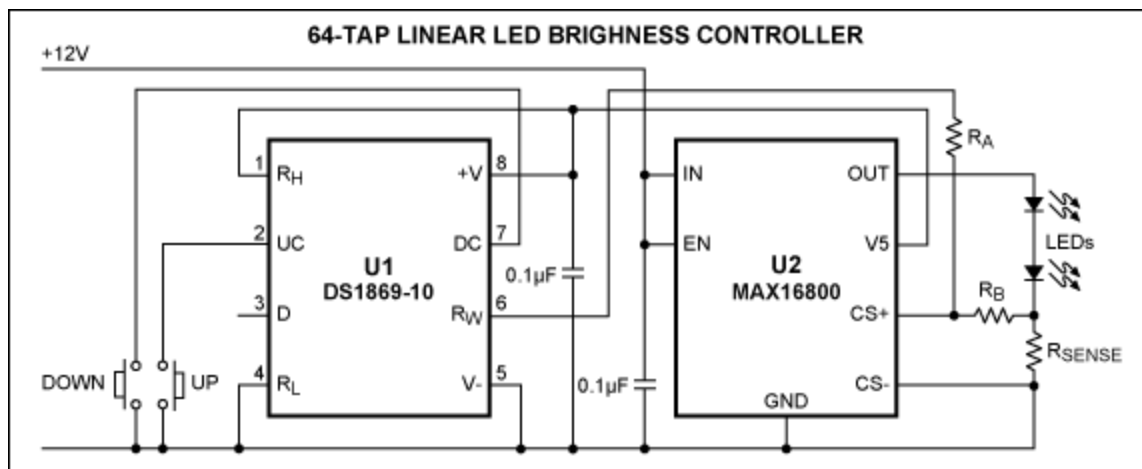 64-TAP LINEAR LED BRIGHNESS CONTROLLER
+12V
1 RH
+V 8
2 UC
DC 7
U1
DS1869-10
3 D
RW 6
4 RL
V- 5
DOWN
UP
0.1µF
0.1µF
IN
OUT
EN
V5
U2
MAX16800
CS+
CS-
GND
RA
LEDs
RB
RSENSE